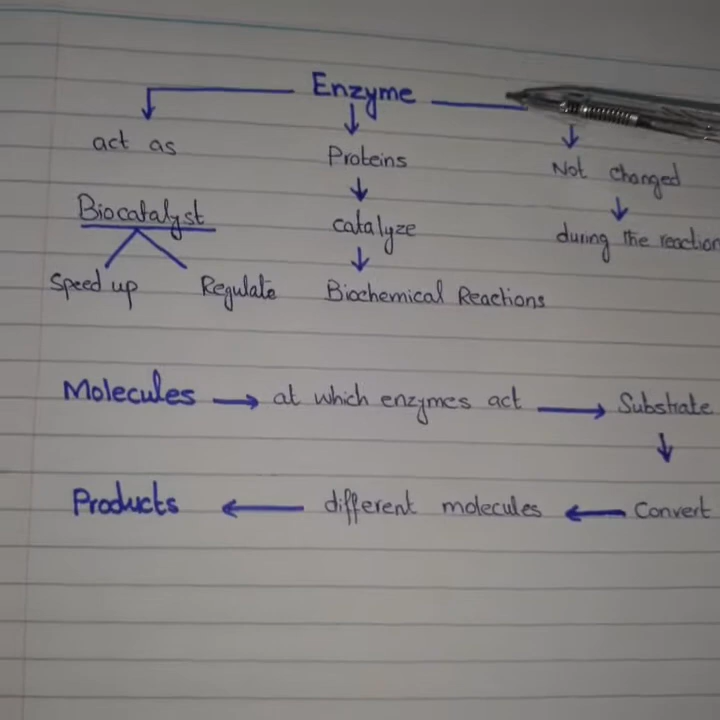 Enzyme
act as Proteins Not changed
Biocatalyst catalyze during the reaction
Speed up Regulate Biochemical Reactions
Molecules → at which enzymes act → Substrate
Products ← different molecules ← Convert